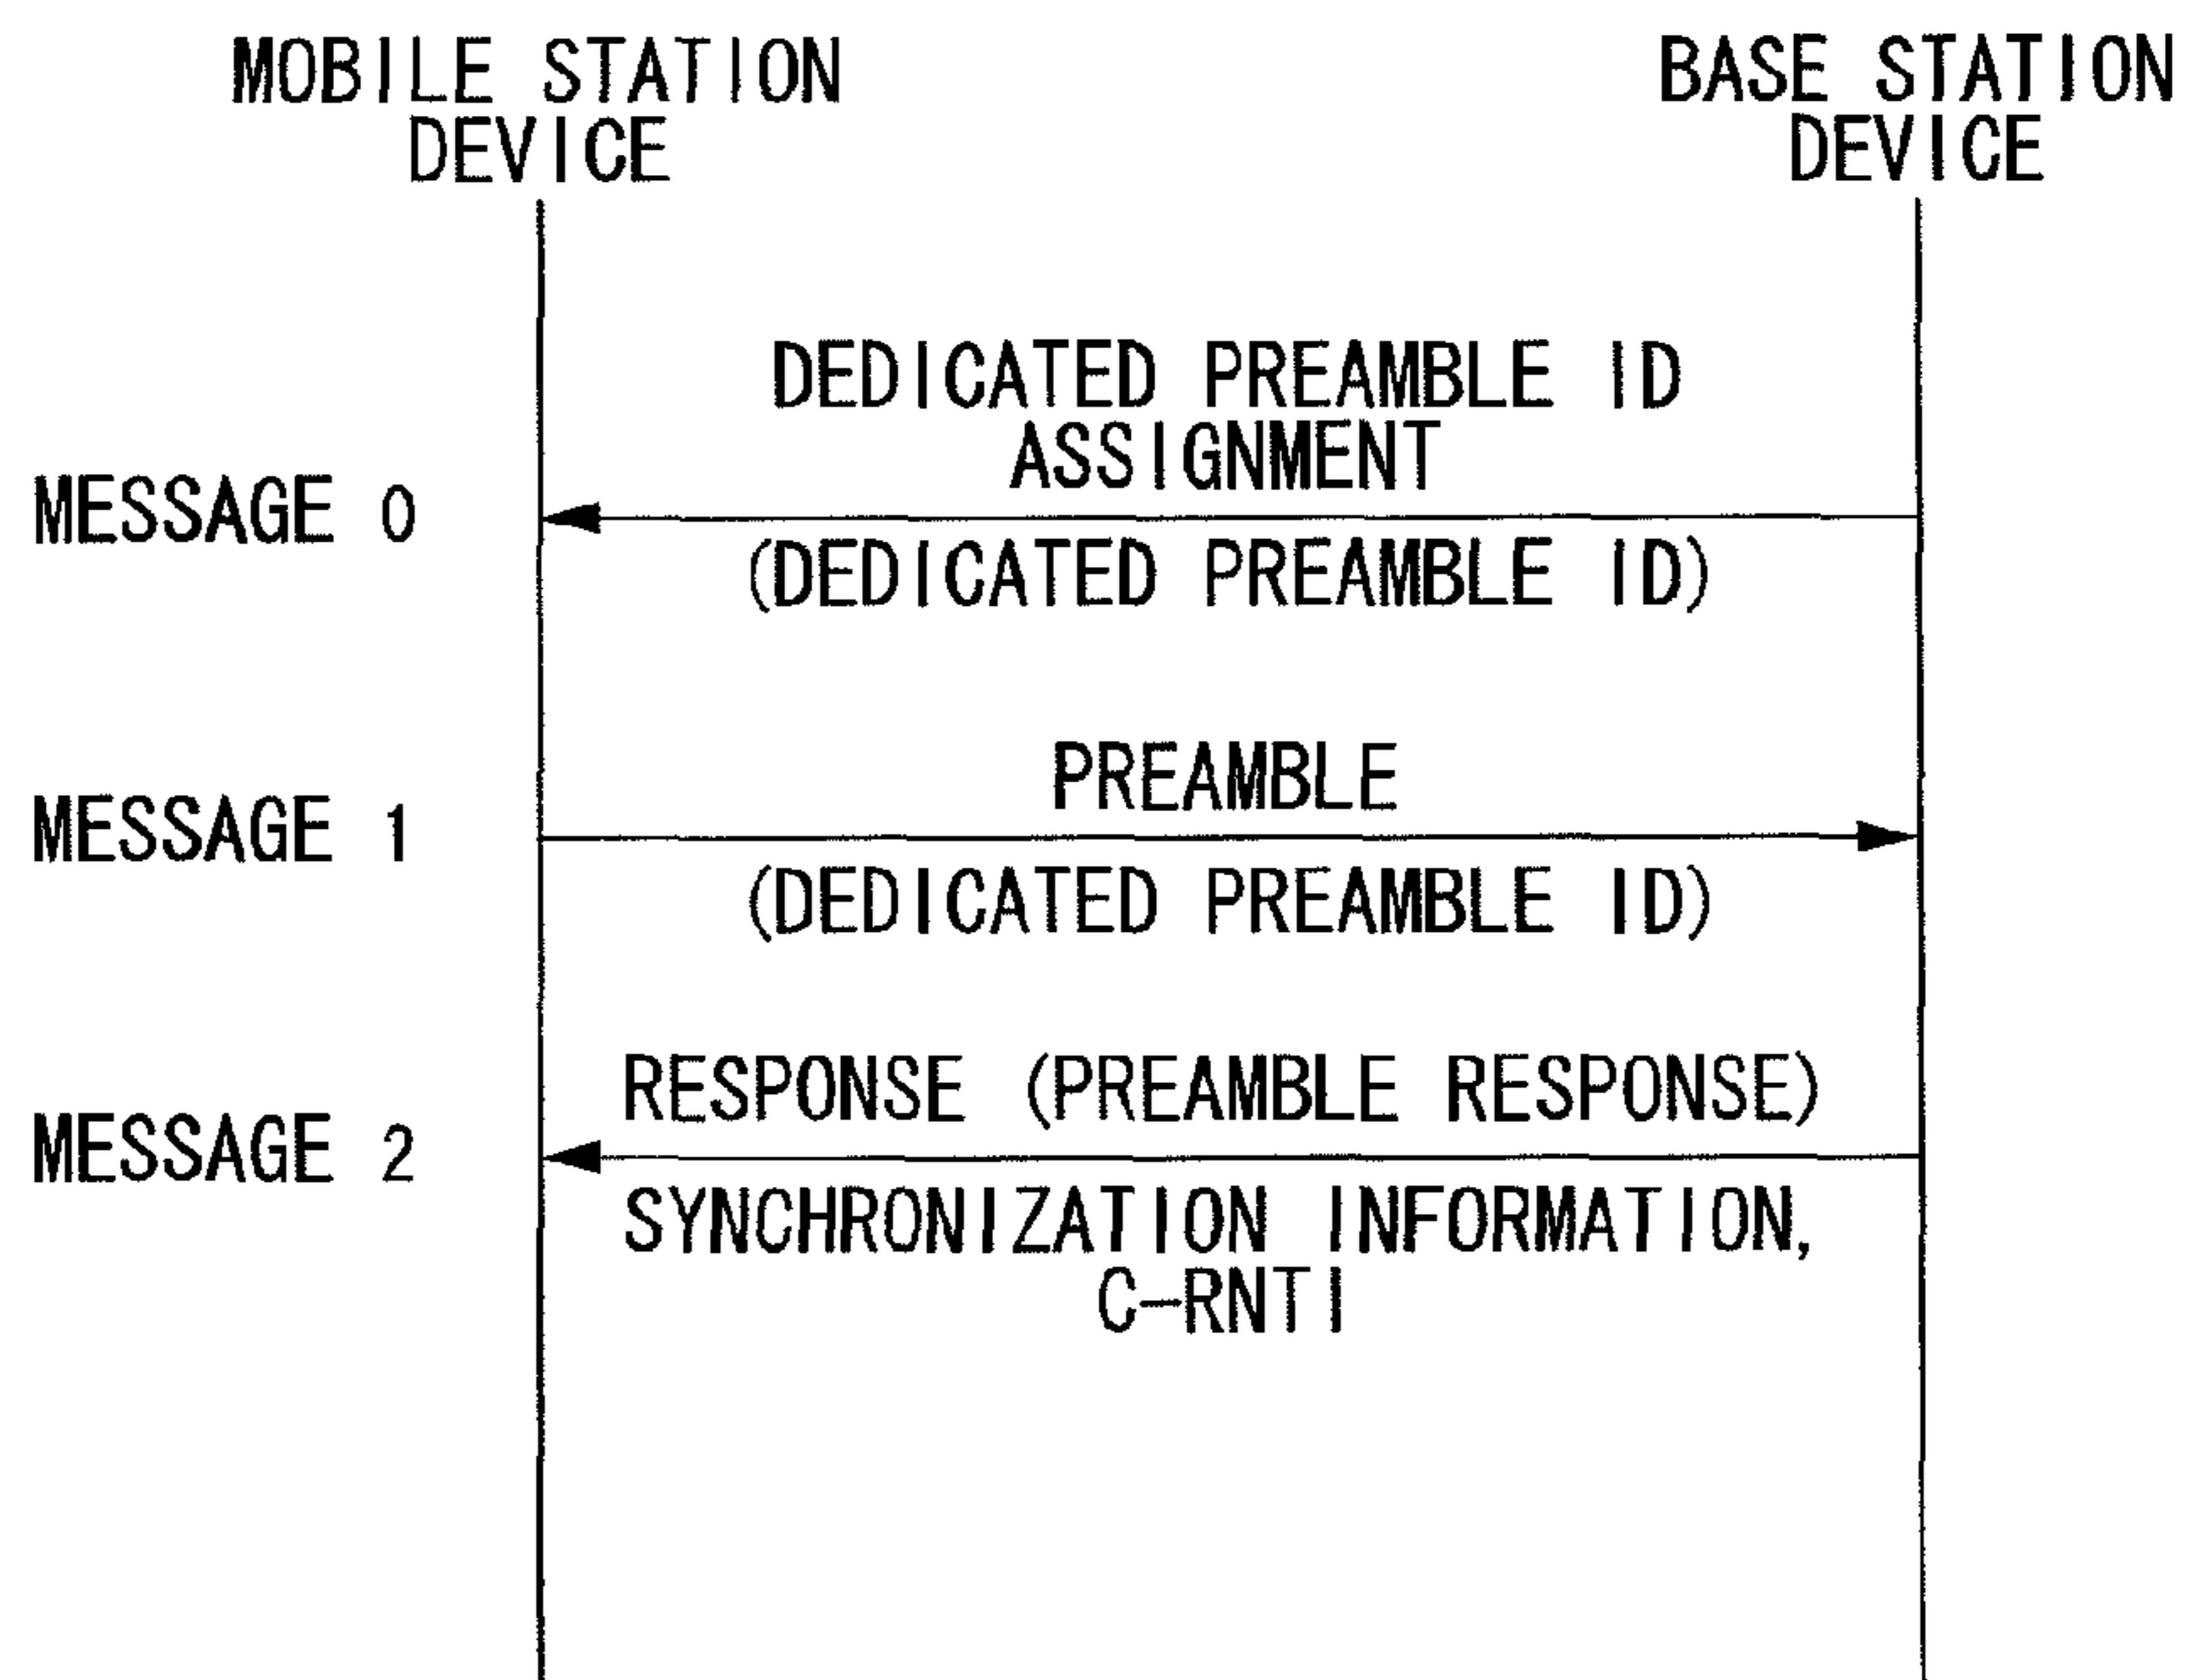 MOBILE STATION
DEVICE
BASE STATION
DEVICE
DEDICATED PREAMBLE ID
ASSIGNMENT
MESSAGE 0
(DEDICATED PREAMBLE ID)
PREAMBLE
MESSAGE 1
(DEDICATED PREAMBLE ID)
RESPONSE (PREAMBLE RESPONSE)
MESSAGE 2
SYNCHRONIZATION INFORMATION,
C-RNTI